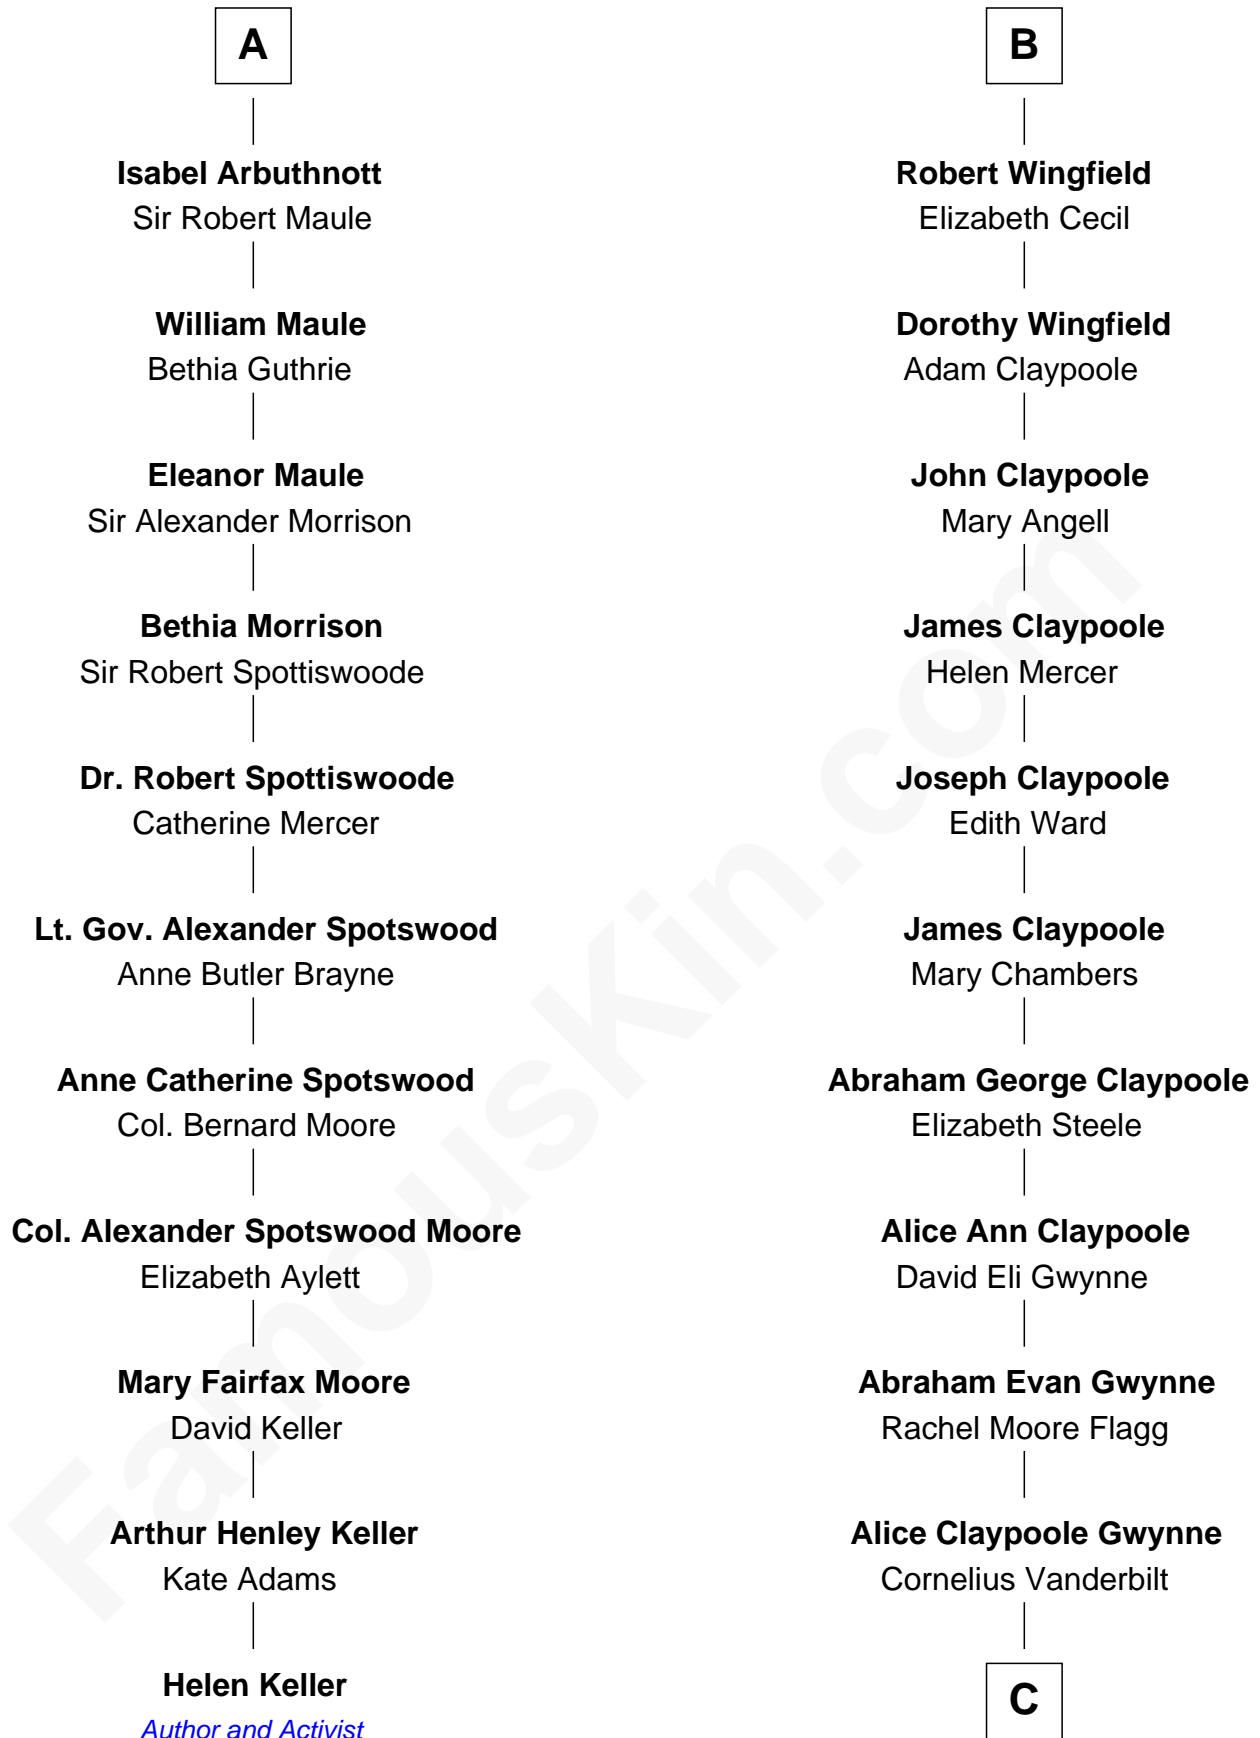 A
Isabel Arbuthnott
Sir Robert Maule
William Maule
Bethia Guthrie
Eleanor Maule
Sir Alexander Morrison
Bethia Morrison
Sir Robert Spottiswoode
Dr. Robert Spottiswoode
Catherine Mercer
Lt. Gov. Alexander Spotswood
Anne Butler Brayne
Anne Catherine Spotswood
Col. Bernard Moore
Col. Alexander Spotswood Moore
Elizabeth Aylett
Mary Fairfax Moore
David Keller
Arthur Henley Keller
Kate Adams
Helen Keller
Author and Activist
B
Robert Wingfield
Elizabeth Cecil
Dorothy Wingfield
Adam Claypoole
John Claypoole
Mary Angell
James Claypoole
Helen Mercer
Joseph Claypoole
Edith Ward
James Claypoole
Mary Chambers
Abraham George Claypoole
Elizabeth Steele
Alice Ann Claypoole
David Eli Gwynne
Abraham Evan Gwynne
Rachel Moore Flagg
Alice Claypoole Gwynne
Cornelius Vanderbilt
C
FamousKin.com